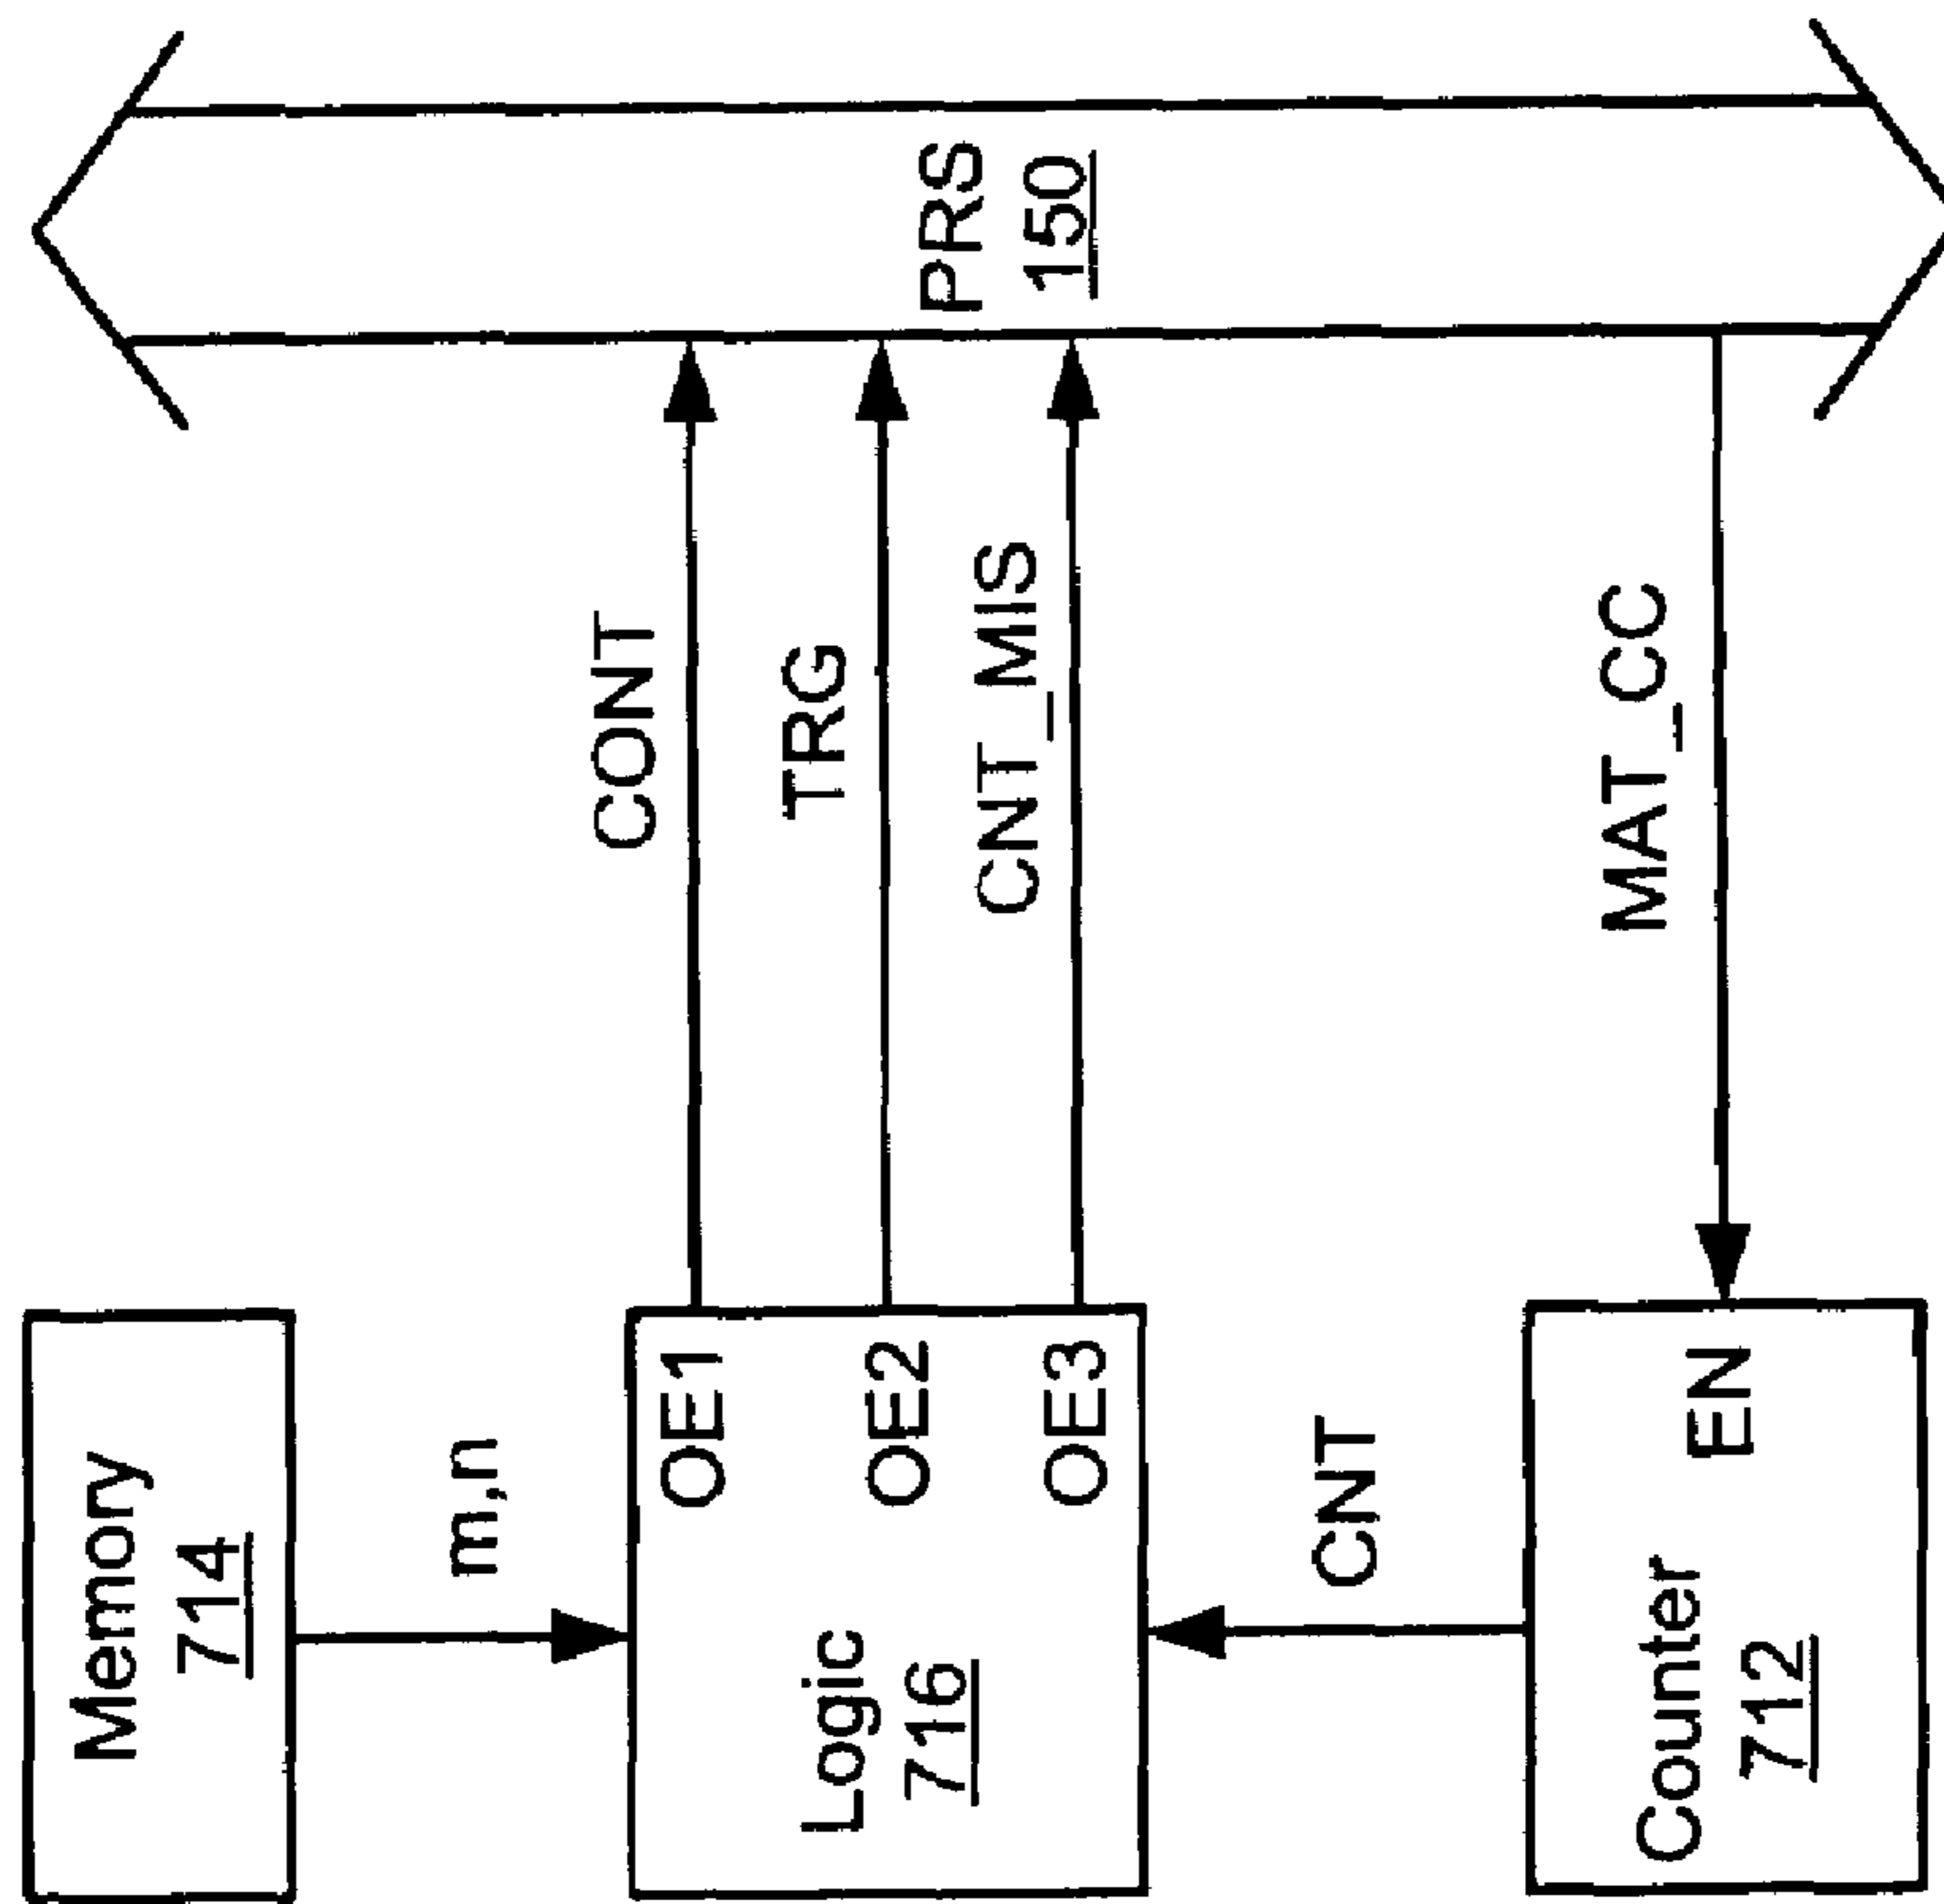 Memory
714
m,n
Logic
716
OE1
OE2
OE3
CNT
Counter
712
EN
CONT
TRG
CNT_MIS
MAT_CC
PRS
150